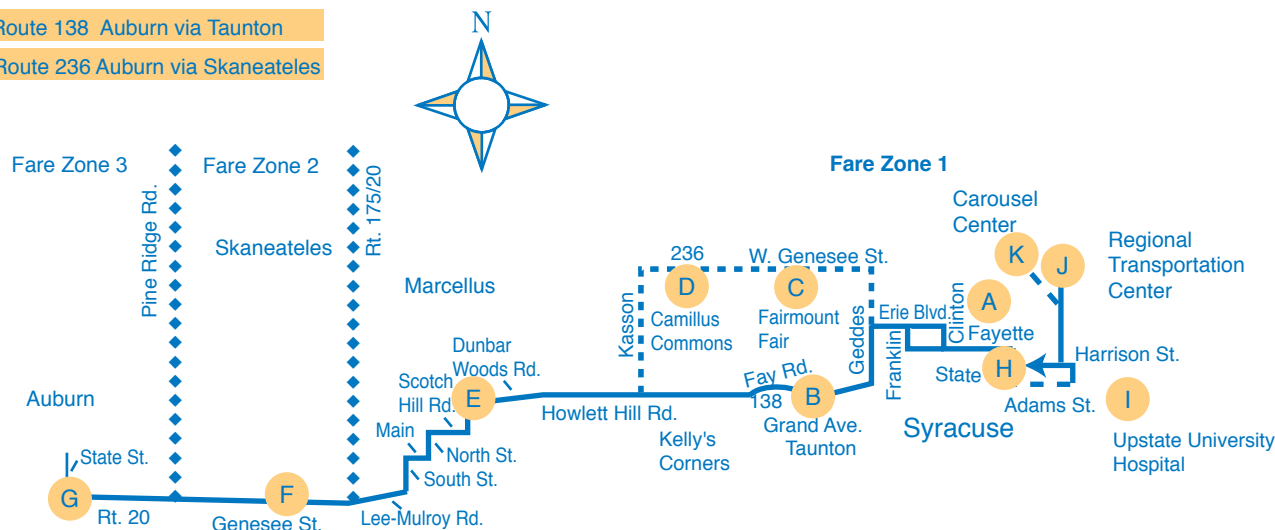 Route 138 Auburn via Taunton
Route 236 Auburn via Skaneateles
N
Fare Zone 3
Fare Zone 2
Fare Zone 1
Pine Ridge Rd.
Rt. 175/20
Skaneateles
Marcellus
Auburn
Carousel
Center
K
J
Regional
Transportation
Center
A
236
W. Genesee St.
D
C
Camillus
Commons
Fairmount
Fair
Kasson
Geddes
Erie Blvd.
Clinton
Fayette
Franklin
State
H
Harrison St.
Adams St.
I
Upstate University
Hospital
Syracuse
Dunbar
Woods Rd.
Scotch
Hill Rd.
E
Howlett Hill Rd.
Fay Rd.
138
B
Grand Ave.
Taunton
Kelly's
Corners
Main
North St.
South St.
Lee-Mulroy Rd.
State St.
G
Rt. 20
F
Genesee St.